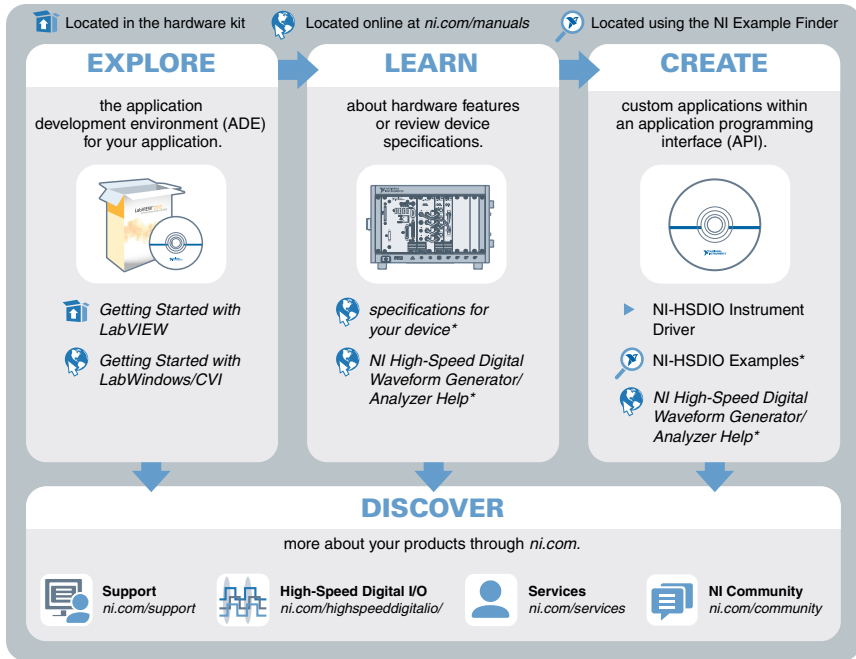 Located in the hardware kit
Located online at ni.com/manuals
Located using the NI Example Finder
EXPLORE
the application
development environment (ADE)
for your application.
LabVIEW
Getting Started with
LabVIEW
Getting Started with
LabWindows/CVI
LEARN
about hardware features
or review device
specifications.
specifications for
your device*
NI High-Speed Digital
Waveform Generator/
Analyzer Help*
CREATE
custom applications within
an application programming
interface (API).
NI-HSDIO Instrument
Driver
NI-HSDIO Examples*
NI High-Speed Digital
Waveform Generator/
Analyzer Help*
DISCOVER
more about your products through ni.com.
Support
ni.com/support
High-Speed Digital I/O
ni.com/highspeeddigitalio/
Services
ni.com/services
NI Community
ni.com/community